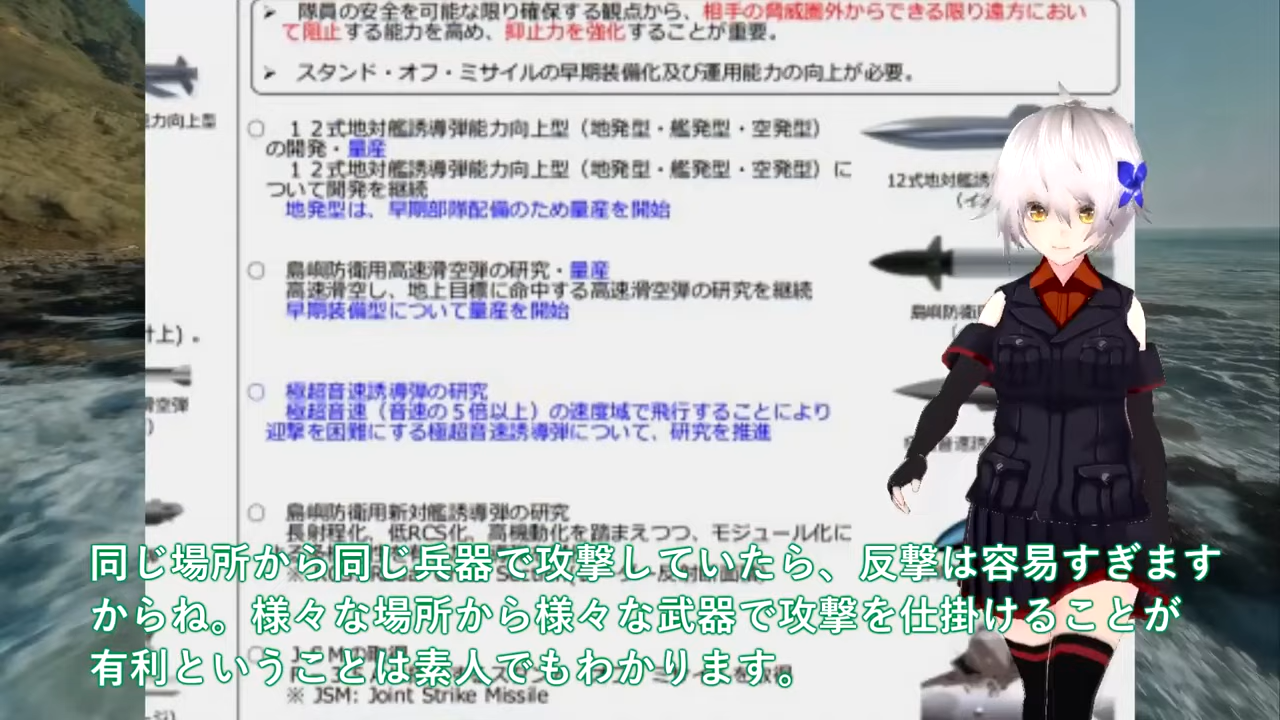 ➢ 隊員の安全を可能な限り確保する観点から、相手の脅威圏外からできる限り遠方におい
て阻止する能力を高め、抑止力を強化することが重要。
➢ スタンド・オフ・ミサイルの早期装備化及び運用能力の向上が必要。
力向上型
○ １２式地対艦誘導弾能力向上型（地発型・艦発型・空発型）
の開発・量産
１２式地対艦誘導弾能力向上型（地発型・艦発型・空発型）に
ついて開発を継続
地発型は、早期部隊配備のため量産を開始
12式地対艦誘
○ 島嶼防衛用高速滑空弾の研究・量産
高速滑空し、地上目標に命中する高速滑空弾の研究を継続
早期装備型について量産を開始
島嶼防衛
上）。
○ 極超音速誘導弾の研究
極超音速（音速の５倍以上）の速度域で飛行することにより
迎撃を困難にする極超音速誘導弾について、研究を推進
滑空弾
○ 島嶼防衛用新対艦誘導弾の研究
長射程化、低RCS化、高機動化を踏まえつつ、モジュール化に
同じ場所から同じ兵器で攻撃していたら、反撃は容易すぎます
からね。様々な場所から様々な武器で攻撃を仕掛けることが
有利ということは素人でもわかります。
※ JSM: Joint Strike Missile